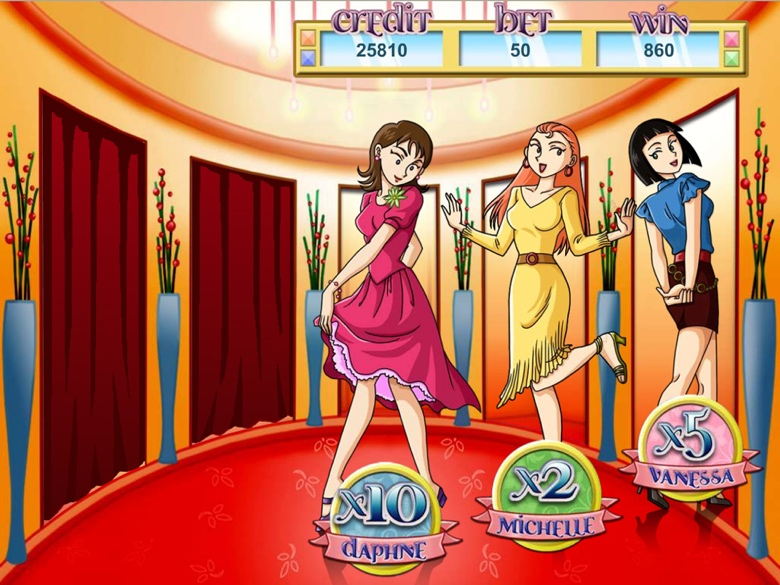 credit bet win
25810 50 860
x10
daphne
x2
michelle
x5
vanessa